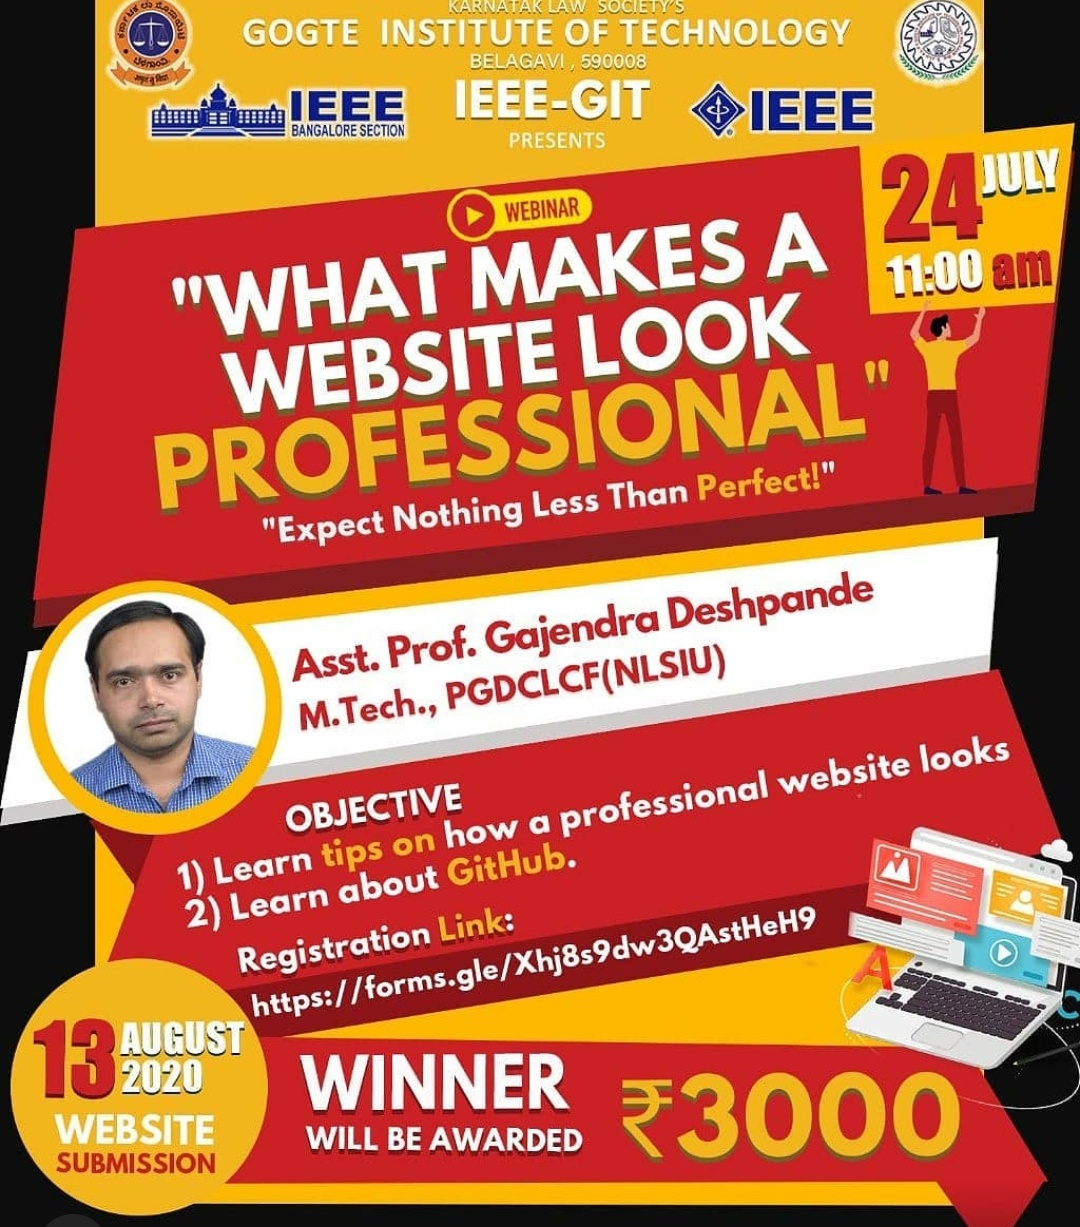 KARNATAK LAW SOCIETY'S
GOGTE INSTITUTE OF TECHNOLOGY
BELAGAVI , 590008
IEEE
BANGALORE SECTION
IEEE-GIT
PRESENTS
IEEE
24 JULY
11:00 am
WEBINAR
"WHAT MAKES A
WEBSITE LOOK
PROFESSIONAL"
"Expect Nothing Less Than Perfect!"
Asst. Prof. Gajendra Deshpande
M.Tech., PGDCLCF(NLSIU)
OBJECTIVE
1) Learn tips on how a professional website looks
2) Learn about GitHub.
Registration Link:
https://forms.gle/Xhj8s9dw3QAstHeH9
A
C
13 AUGUST
2020
WEBSITE
SUBMISSION
WINNER
WILL BE AWARDED
₹3000